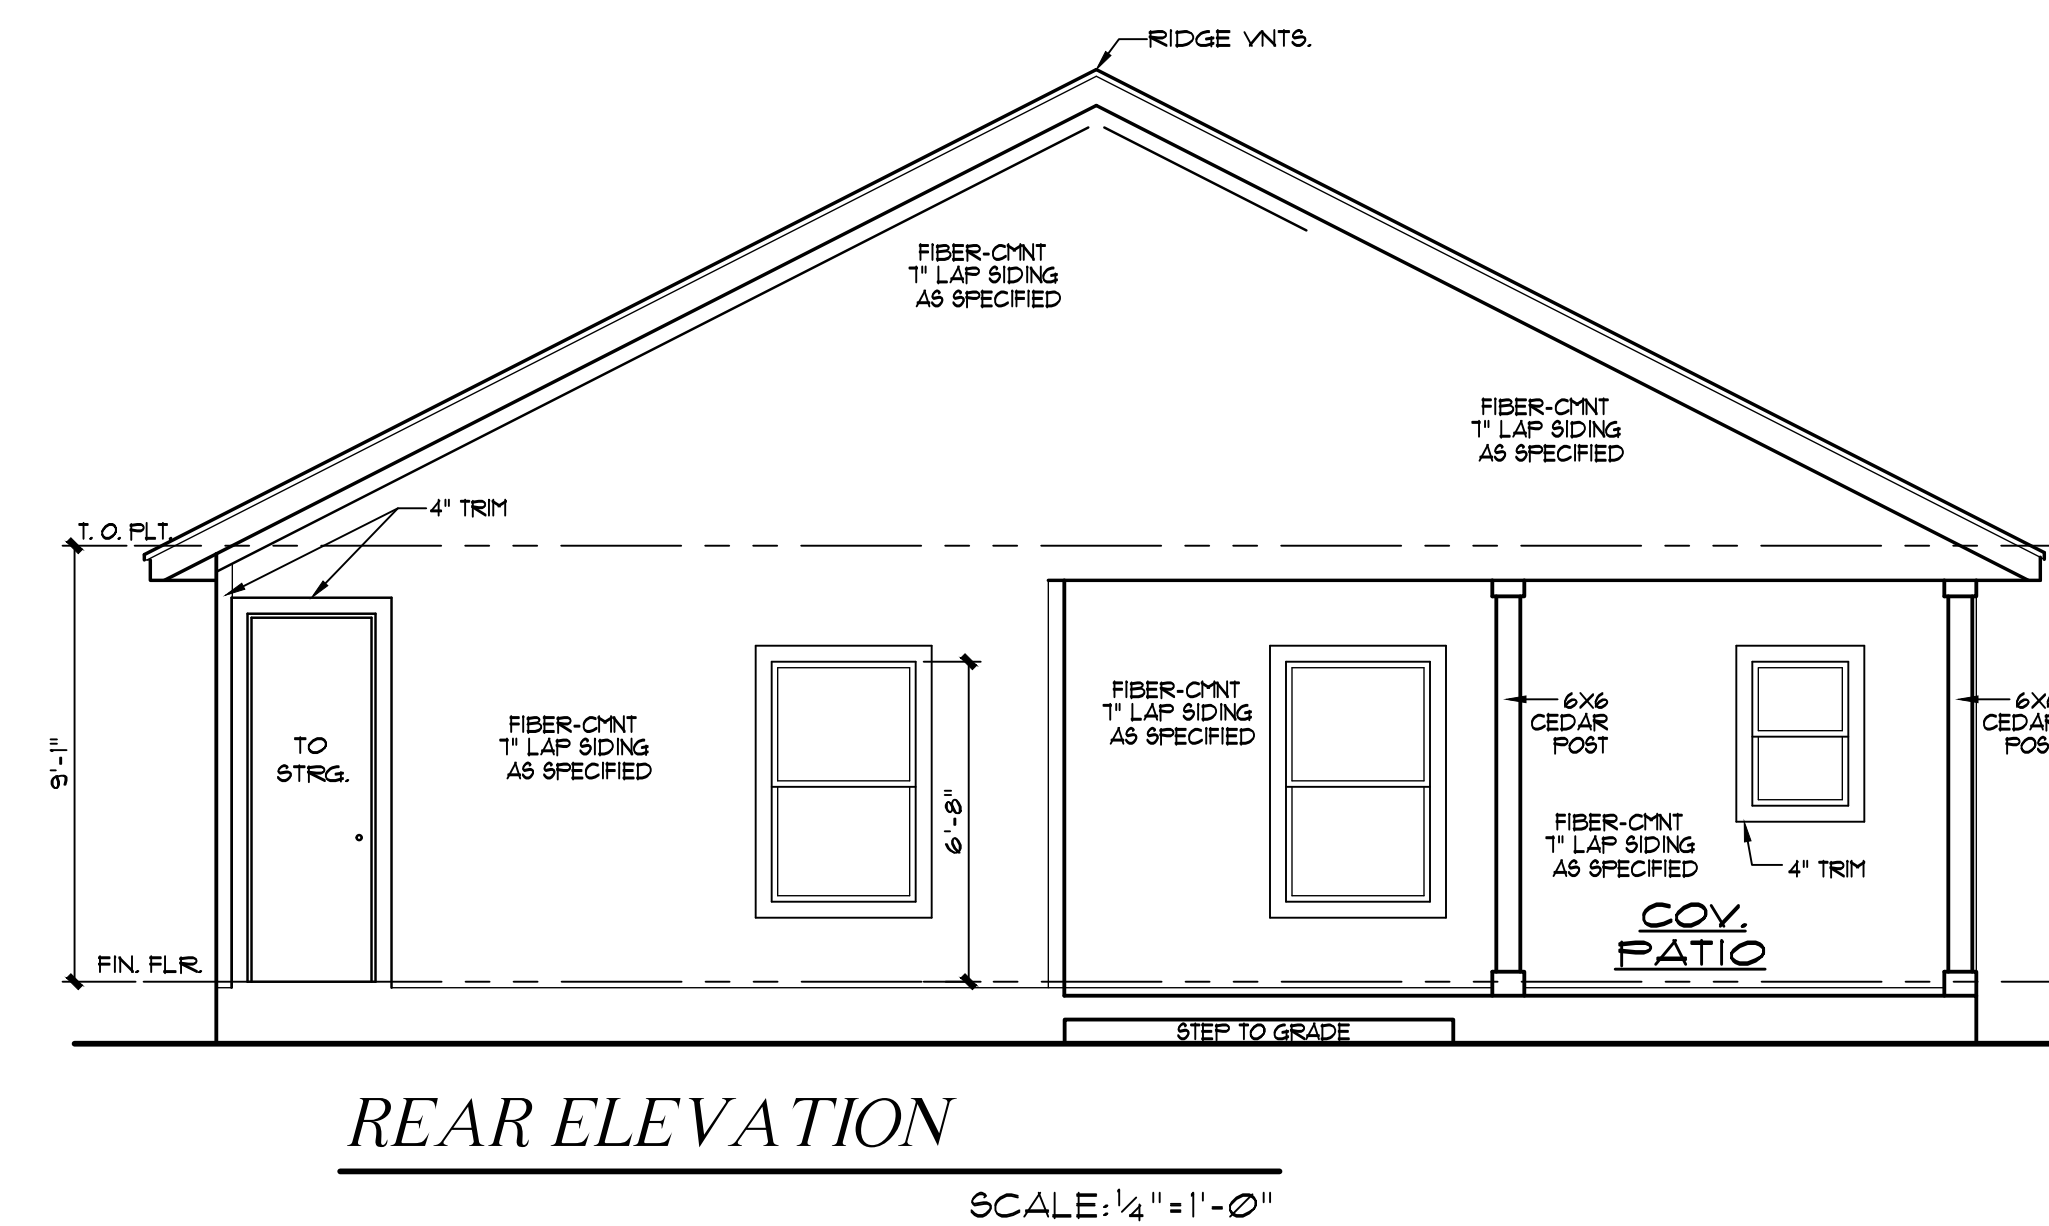 RIDGE VNTS.
FIBER-CMNT
7" LAP SIDING
AS SPECIFIED
FIBER-CMNT
7" LAP SIDING
AS SPECIFIED
4" TRIM
T. O. PLT.
9'-1"
TO
STRG.
FIBER-CMNT
7" LAP SIDING
AS SPECIFIED
6'-8"
FIBER-CMNT
7" LAP SIDING
AS SPECIFIED
6X6
CEDAR
POST
6X6
CEDAR
POS
FIBER-CMNT
7" LAP SIDING
AS SPECIFIED
4" TRIM
COV.
PATIO
FIN. FLR.
STEP TO GRADE
REAR ELEVATION
SCALE: 1/4"=1'-0"